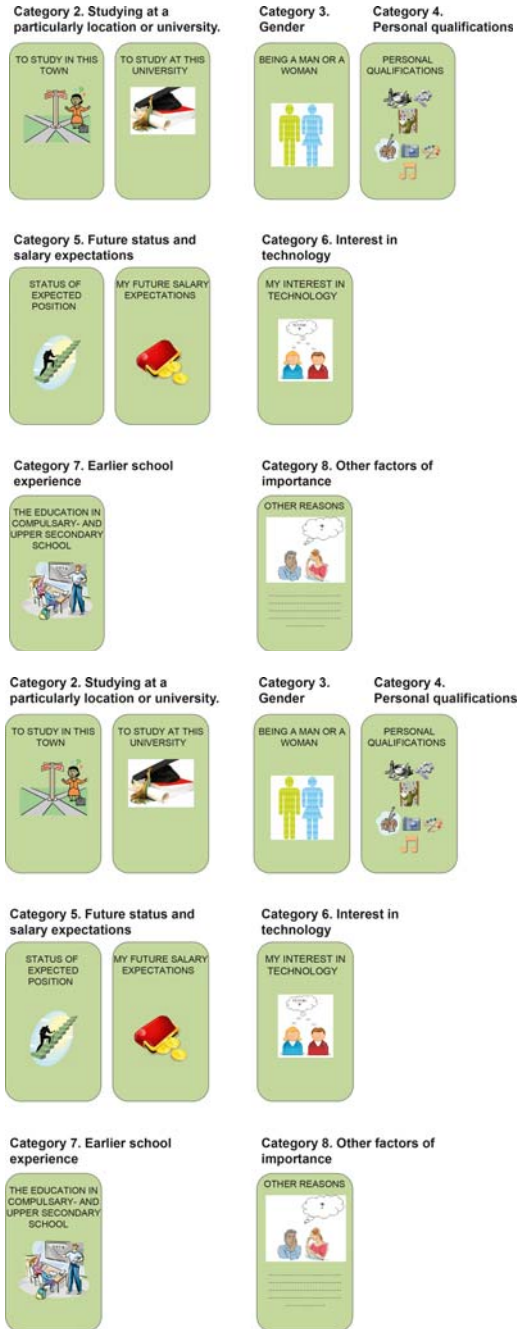 Category 2. Studying at a
particularly location or university.
Category 3.
Gender
Category 4.
Personal qualifications
TO STUDY IN THIS
TOWN
TO STUDY AT THIS
UNIVERSITY
BEING A MAN OR A
WOMAN
PERSONAL
QUALIFICATIONS
Category 5. Future status and
salary expectations
Category 6. Interest in
technology
STATUS OF
EXPECTED
POSITION
MY FUTURE SALARY
EXPECTATIONS
MY INTEREST IN
TECHNOLOGY
Category 7. Earlier school
experience
Category 8. Other factors of
importance
THE EDUCATION IN
COMPULSARY- AND
UPPER SECONDARY
SCHOOL
OTHER REASONS
Category 2. Studying at a
particularly location or university.
Category 3.
Gender
Category 4.
Personal qualifications
TO STUDY IN THIS
TOWN
TO STUDY AT THIS
UNIVERSITY
BEING A MAN OR A
WOMAN
PERSONAL
QUALIFICATIONS
Category 5. Future status and
salary expectations
Category 6. Interest in
technology
STATUS OF
EXPECTED
POSITION
MY FUTURE SALARY
EXPECTATIONS
MY INTEREST IN
TECHNOLOGY
Category 7. Earlier school
experience
Category 8. Other factors of
importance
THE EDUCATION IN
COMPULSARY- AND
UPPER SECONDARY
SCHOOL
OTHER REASONS